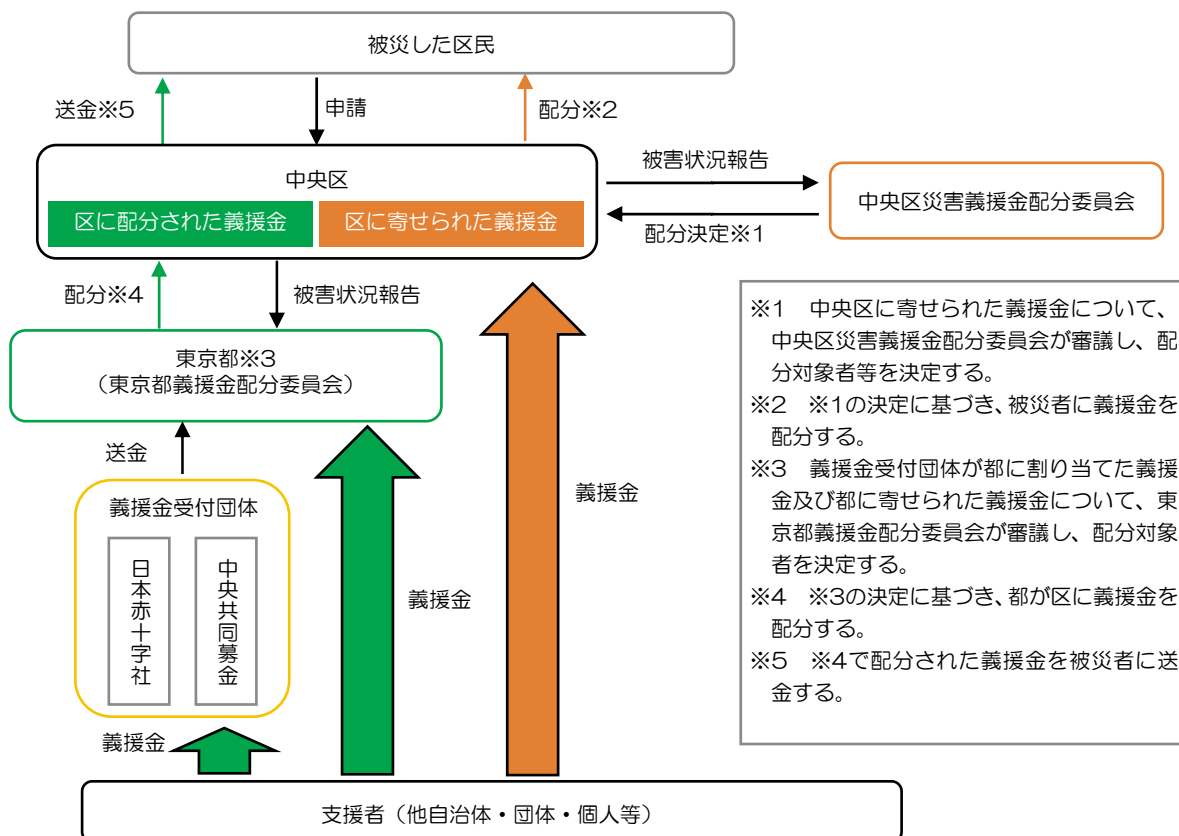 被災した区民
送金※5
申請
配分※2
中央区
区に配分された義援金
区に寄せられた義援金
被害状況報告
配分決定※1
中央区災害義援金配分委員会
配分※4
被害状況報告
東京都※3
(東京都義援金配分委員会)
送金
義援金受付団体
日本赤十字社
中央共同募金
義援金
義援金
義援金
支援者(他自治体・団体・個人等)
※1 中央区に寄せられた義援金について、
中央区災害義援金配分委員会が審議し、配
分対象者等を決定する。
※2 ※1の決定に基づき、被災者に義援金を
配分する。
※3 義援金受付団体が都に割り当てた義援
金及び都に寄せられた義援金について、東
京都義援金配分委員会が審議し、配分対象
者を決定する。
※4 ※3の決定に基づき、都が区に義援金を
配分する。
※5 ※4で配分された義援金を被災者に送
金する。